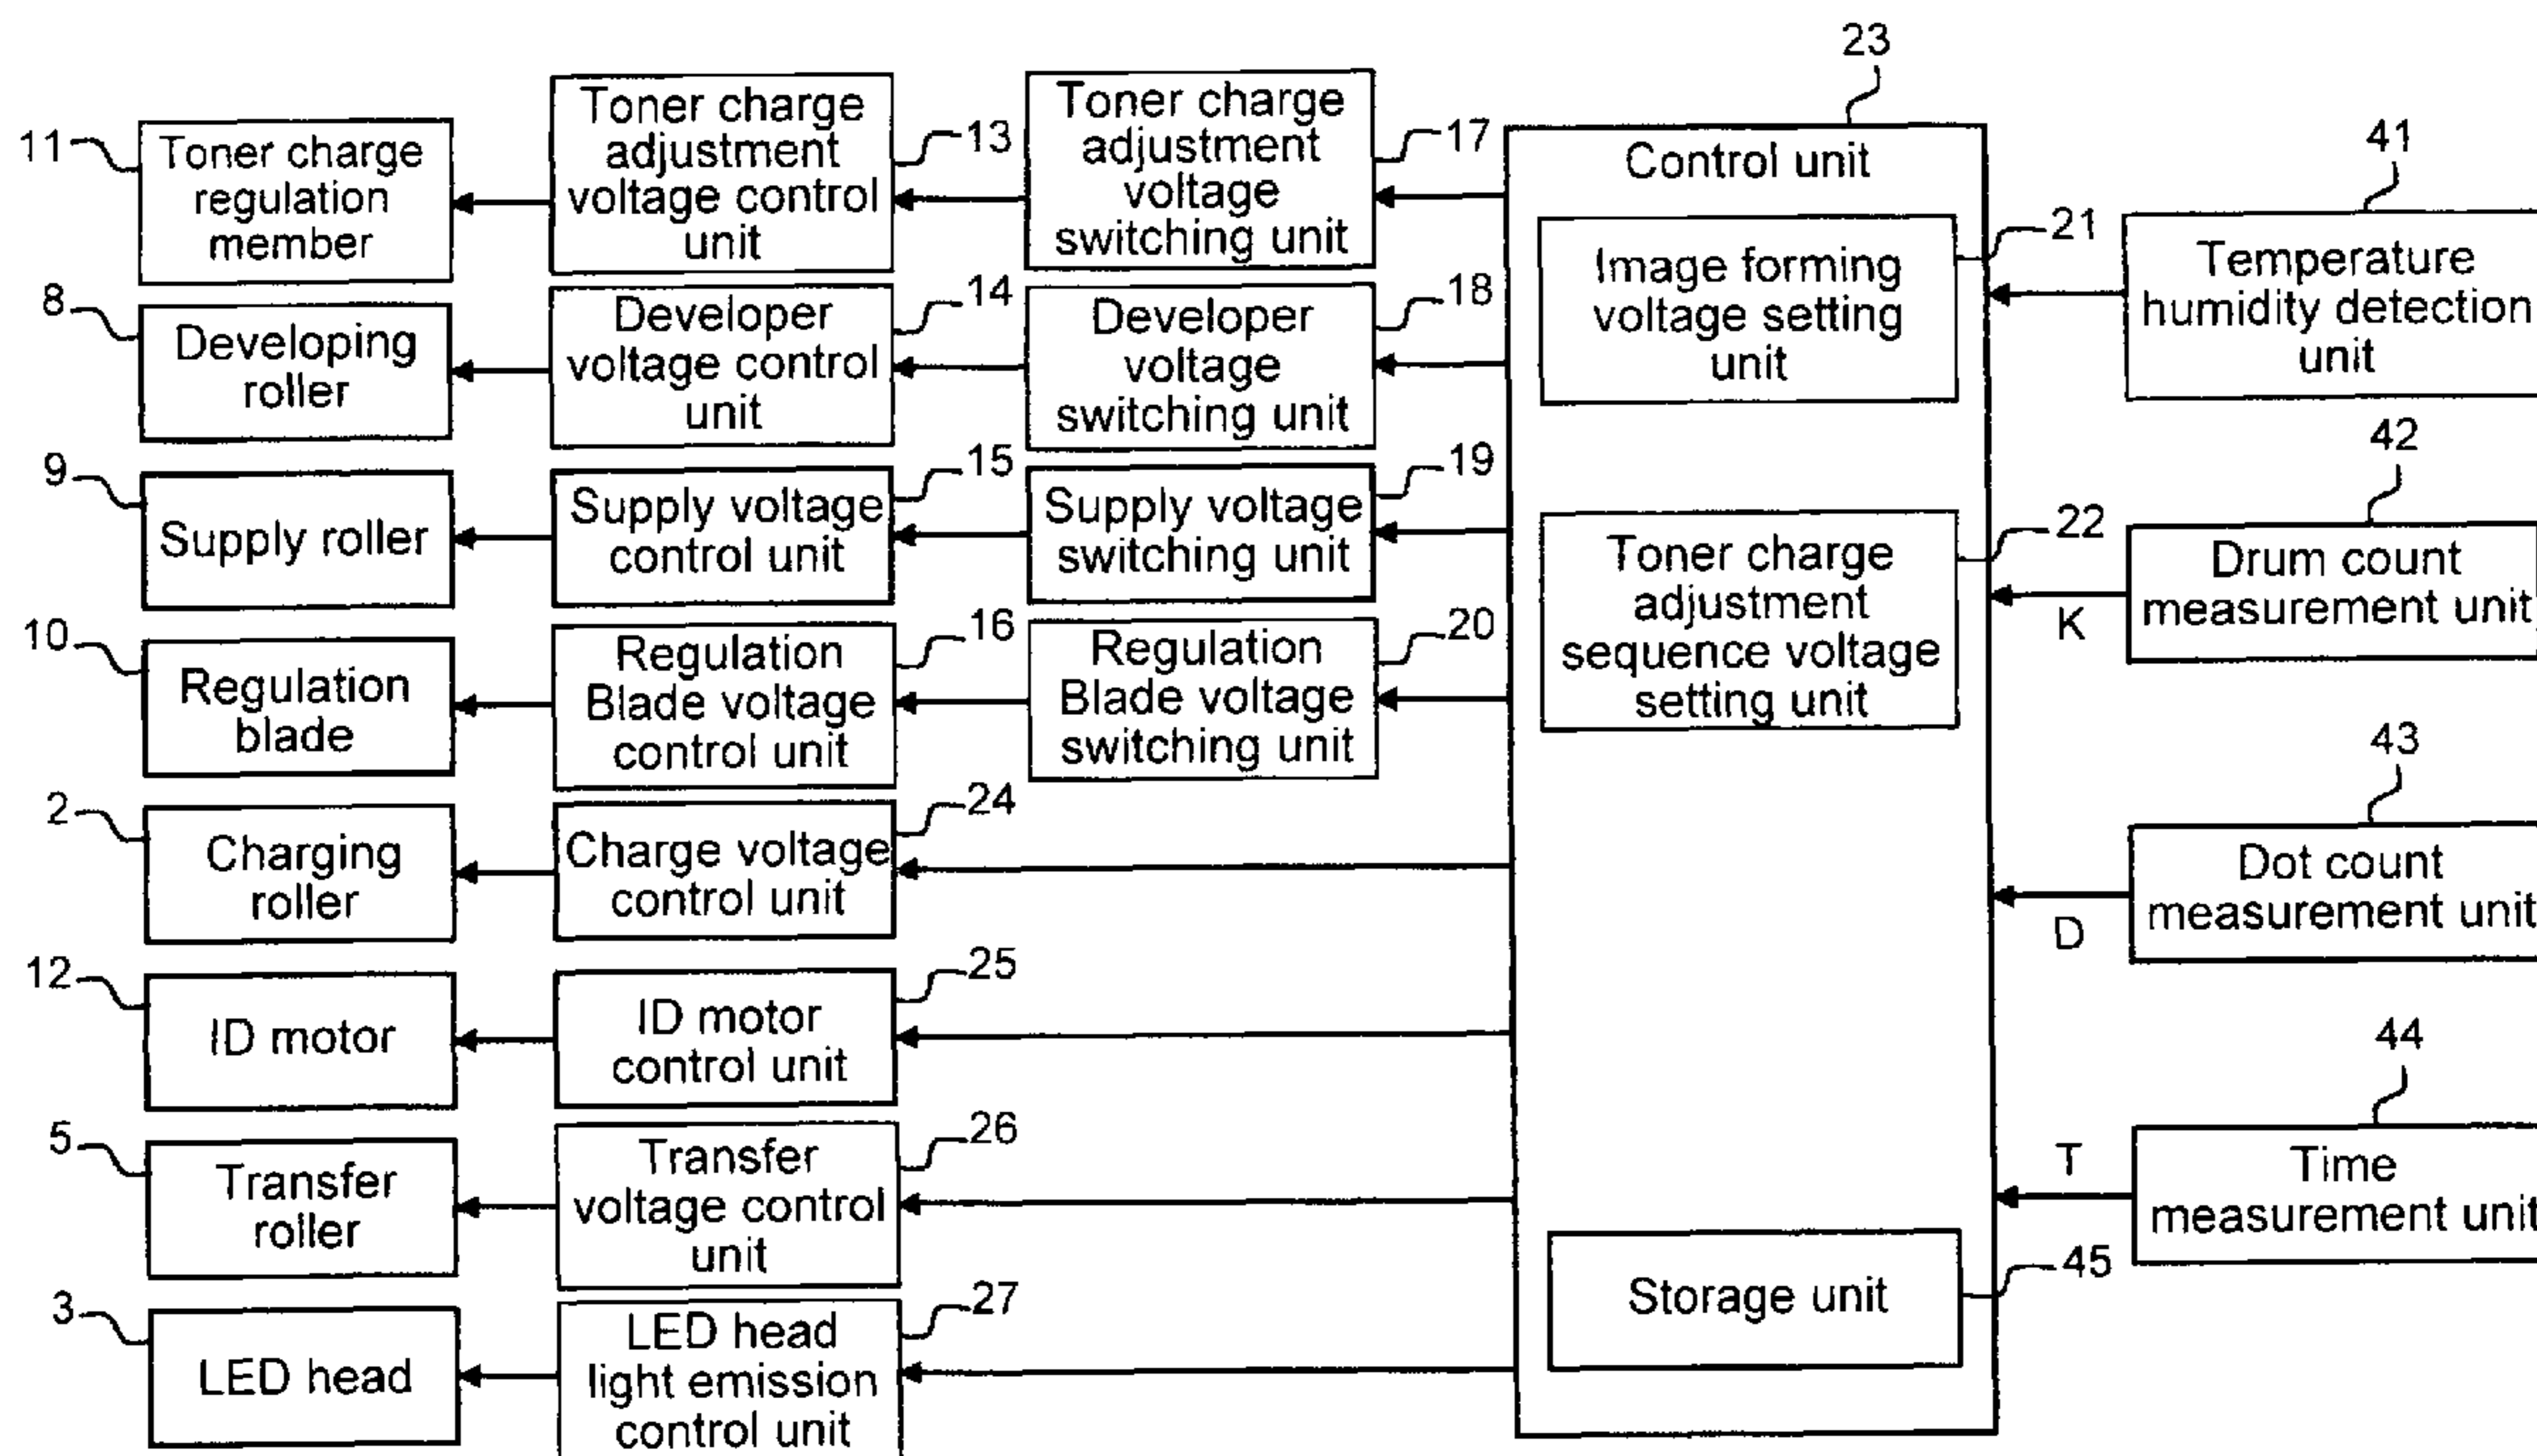 23
11
Toner charge
regulation
member
Toner charge
adjustment
voltage control
unit
13
Toner charge
adjustment
voltage
switching unit
17
Control unit
41
8
Developing
roller
Developer
voltage control
unit
14
Developer
voltage
switching unit
18
Image forming
voltage setting
unit
21
Temperature
humidity detection
unit
9
Supply roller
Supply voltage
control unit
15
Supply voltage
switching unit
19
Toner charge
adjustment
sequence voltage
setting unit
22
42
Drum count
measurement unit
K
10
Regulation
blade
Regulation
Blade voltage
control unit
16
Regulation
Blade voltage
switching unit
20
43
2
Charging
roller
Charge voltage
control unit
24
Dot count
measurement unit
D
12
ID motor
ID motor
control unit
25
44
5
Transfer
roller
Transfer
voltage control
unit
26
T
Time
measurement unit
3
LED head
LED head
light emission
control unit
27
Storage unit
45